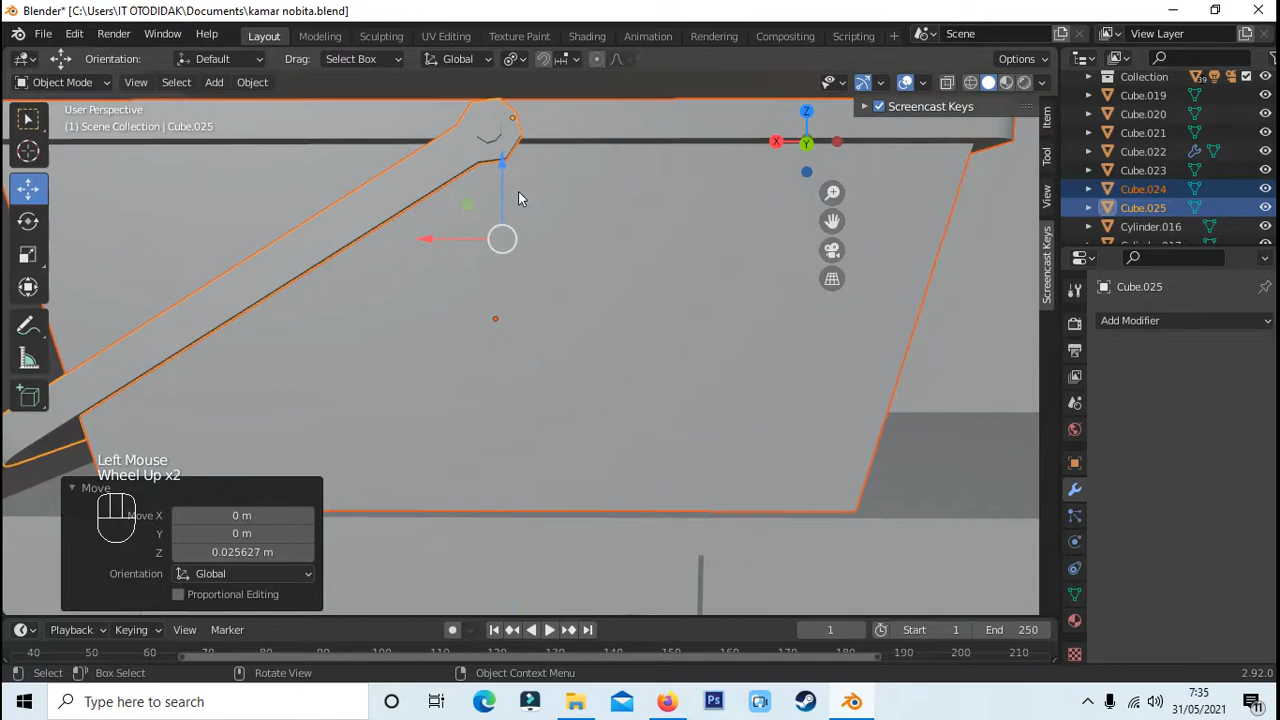 Blender* [C:\Users\IT OTODIDAK\Documents\kamar nobita.blend]
File Edit Render Window Help Layout Modeling Sculpting UV Editing Texture Paint Shading Animation Rendering Compositing Scripting + Scene View Layer
Orientation: Default Drag: Select Box Global Options
Object Mode View Select Add Object
User Perspective
(1) Scene Collection | Cube.025
Screencast Keys
Z
X
Y
Item
Tool
View
Screencast Keys
Collection 39
Cube.019
Cube.020
Cube.021
Cube.022
Cube.023
Cube.024
Cube.025
Cylinder.016
Cube.025
Add Modifier
Left Mouse
Wheel Up x2
Move
Move X 0 m
Y 0 m
Z 0.025627 m
Orientation Global
Proportional Editing
Playback Keying View Marker 1 Start 1 End 250
40 50 60 70 80 90 100 110 120 130 140 150 160 170 180 190 200 210
Select Box Select Rotate View Object Context Menu 2.92.0
Type here to search
Ps
7:35
31/05/2021